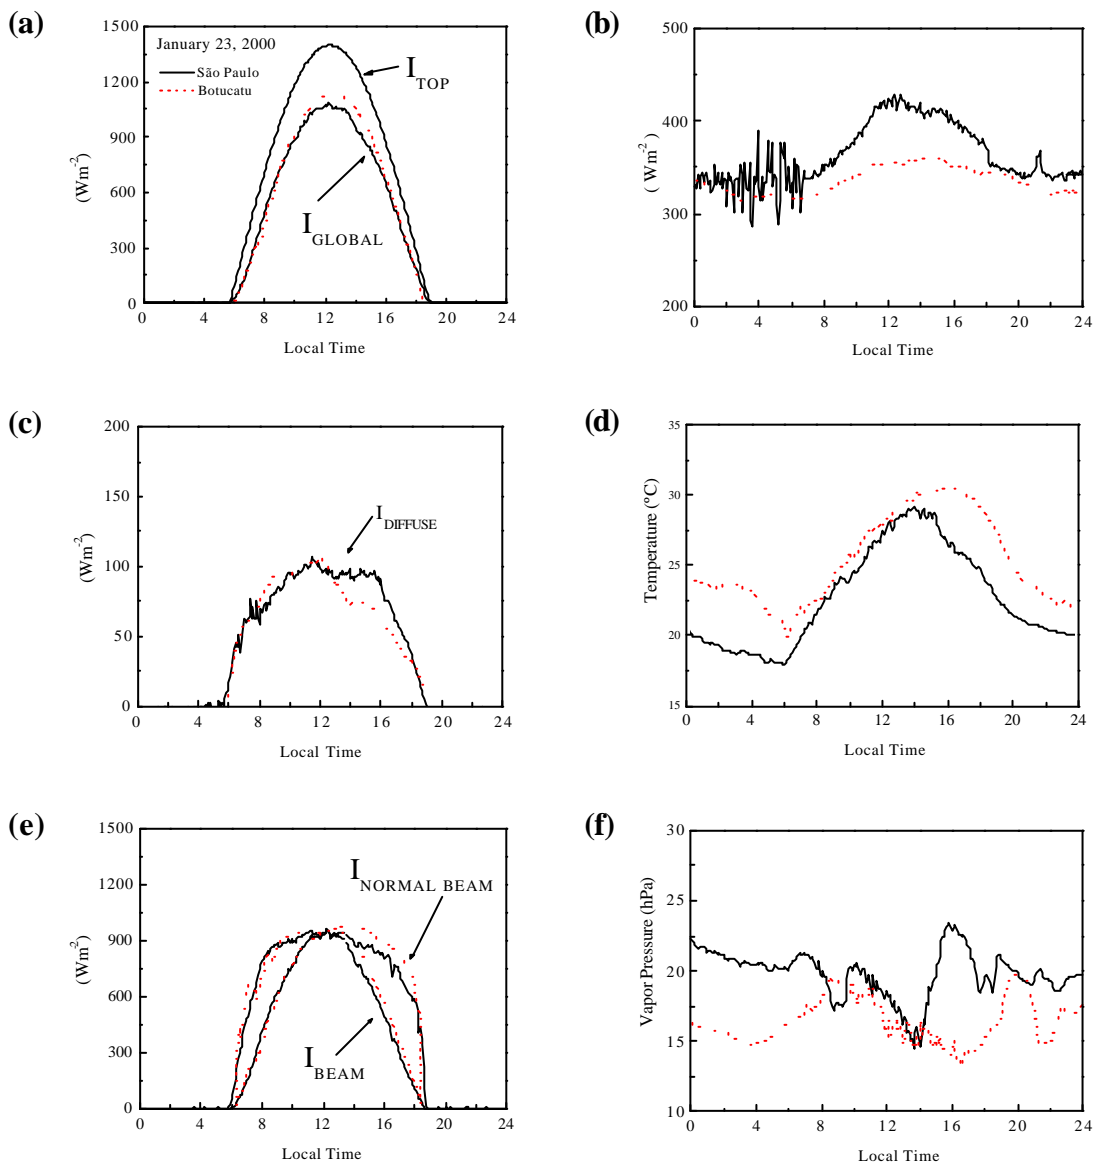 (a)
1500
1200
900
600
300
0
(Wm-2)
January 23, 2000
São Paulo
Botucatu
I TOP
I GLOBAL
0 4 8 12 16 20 24
Local Time
(b)
500
400
300
200
( Wm-2)
0 4 8 12 16 20 24
Local Time
(c)
200
150
100
50
0
(Wm-2)
I DIFFUSE
0 4 8 12 16 20 24
Local Time
(d)
35
30
25
20
15
Temperature (°C)
0 4 8 12 16 20 24
Local Time
(e)
1500
1200
900
600
300
0
(Wm-2)
I NORMAL BEAM
I BEAM
0 4 8 12 16 20 24
Local Time
(f)
30
25
20
15
10
Vapor Pressure (hPa)
0 4 8 12 16 20 24
Local Time